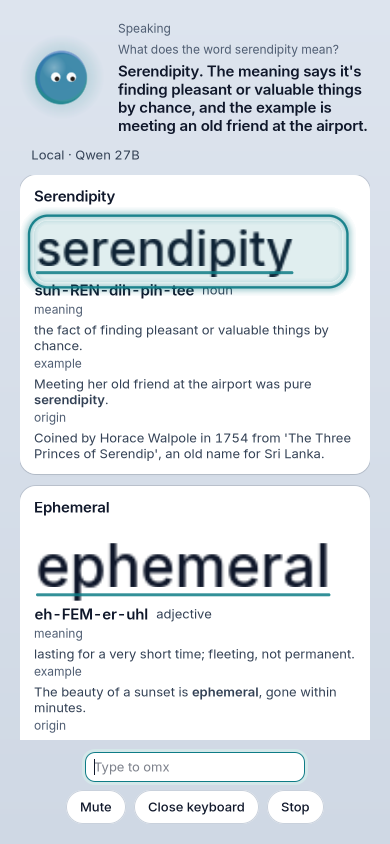 Speaking
What does the word serendipity mean?
Serendipity. The meaning says it's
finding pleasant or valuable things
by chance, and the example is
meeting an old friend at the airport.
Local · Qwen 27B
Serendipity
serendipity
suh-REN-dih-pih-tee noun
meaning
the fact of finding pleasant or valuable things by
chance.
example
Meeting her old friend at the airport was pure
serendipity.
origin
Coined by Horace Walpole in 1754 from 'The Three
Princes of Serendip', an old name for Sri Lanka.
Ephemeral
ephemeral
eh-FEM-er-uhl adjective
meaning
lasting for a very short time; fleeting, not permanent.
example
The beauty of a sunset is ephemeral, gone within
minutes.
origin
Type to omx
Mute Close keyboard Stop